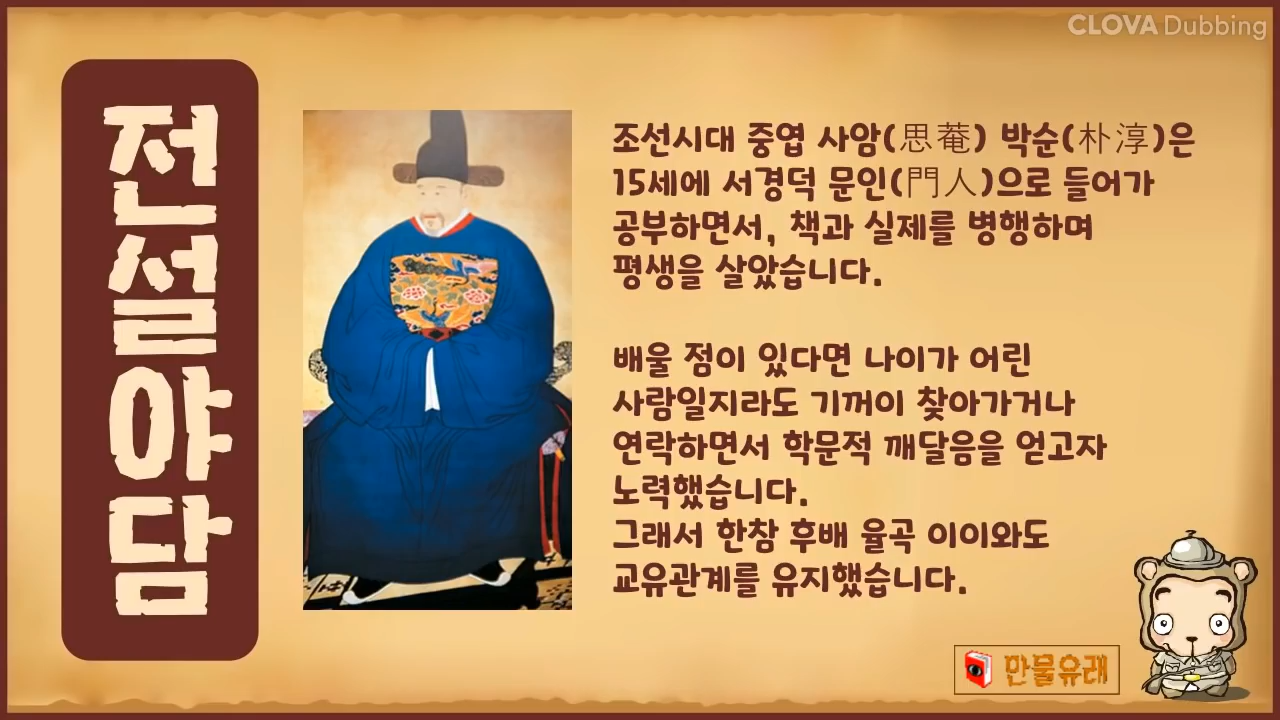 CLOVA Dubbing
전설야담
조선시대 중엽 사암(思菴) 박순(朴淳)은
15세에 서경덕 문인(門人)으로 들어가
공부하면서, 책과 실제를 병행하며
평생을 살았습니다.
배울 점이 있다면 나이가 어린
사람일지라도 기꺼이 찾아가거나
연락하면서 학문적 깨달음을 얻고자
노력했습니다.
그래서 한참 후배 율곡 이이와도
교유관계를 유지했습니다.
만물유래